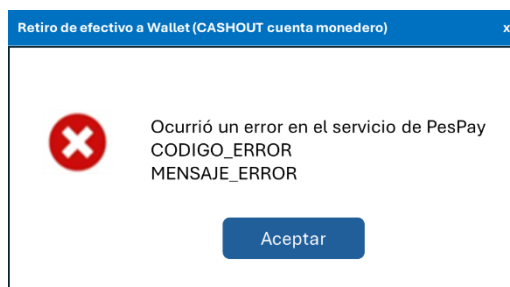 Retiro de efectivo a Wallet (CASHOUT cuenta monedero) x
Ocurrió un error en el servicio de PesPay
CODIGO_ERROR
MENSAJE_ERROR
Aceptar